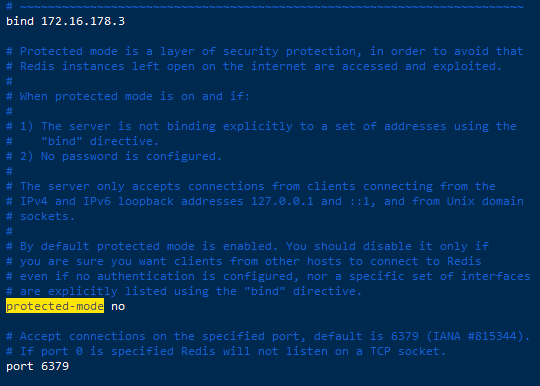 # ~~~~~~~~~~~~~~~~~~~~~~~~~~~~~~~~~~~~~~~~~~~~~~~~~~~~~~~~~~~~~~~~~~~~~~~~
bind 172.16.178.3
# Protected mode is a layer of security protection, in order to avoid that
# Redis instances left open on the internet are accessed and exploited.
#
# When protected mode is on and if:
#
# 1) The server is not binding explicitly to a set of addresses using the
#    "bind" directive.
# 2) No password is configured.
#
# The server only accepts connections from clients connecting from the
# IPv4 and IPv6 loopback addresses 127.0.0.1 and ::1, and from Unix domain
# sockets.
#
# By default protected mode is enabled. You should disable it only if
# you are sure you want clients from other hosts to connect to Redis
# even if no authentication is configured, nor a specific set of interfaces
# are explicitly listed using the "bind" directive.
protected-mode no
# Accept connections on the specified port, default is 6379 (IANA #815344).
# If port 0 is specified Redis will not listen on a TCP socket.
port 6379